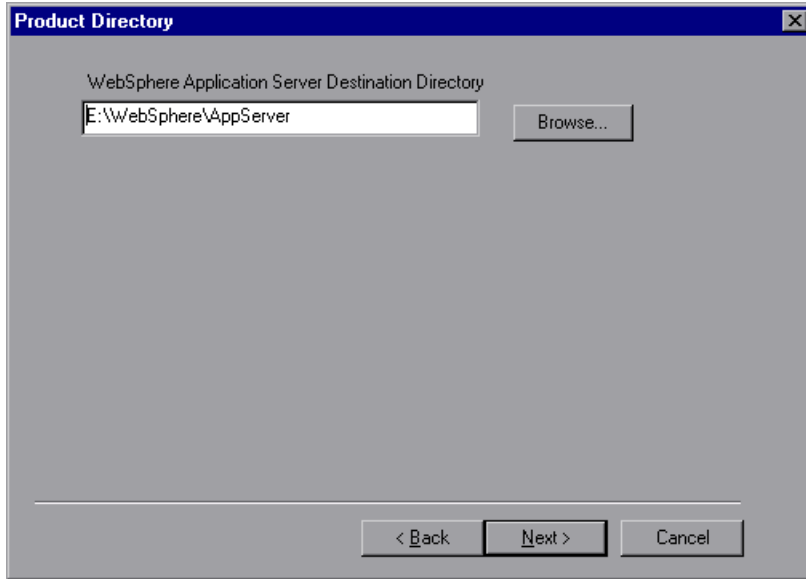 Product Directory
WebSphere Application Server Destination Directory
E:\WebSphere\AppServer
Browse...
< Back
Next >
Cancel